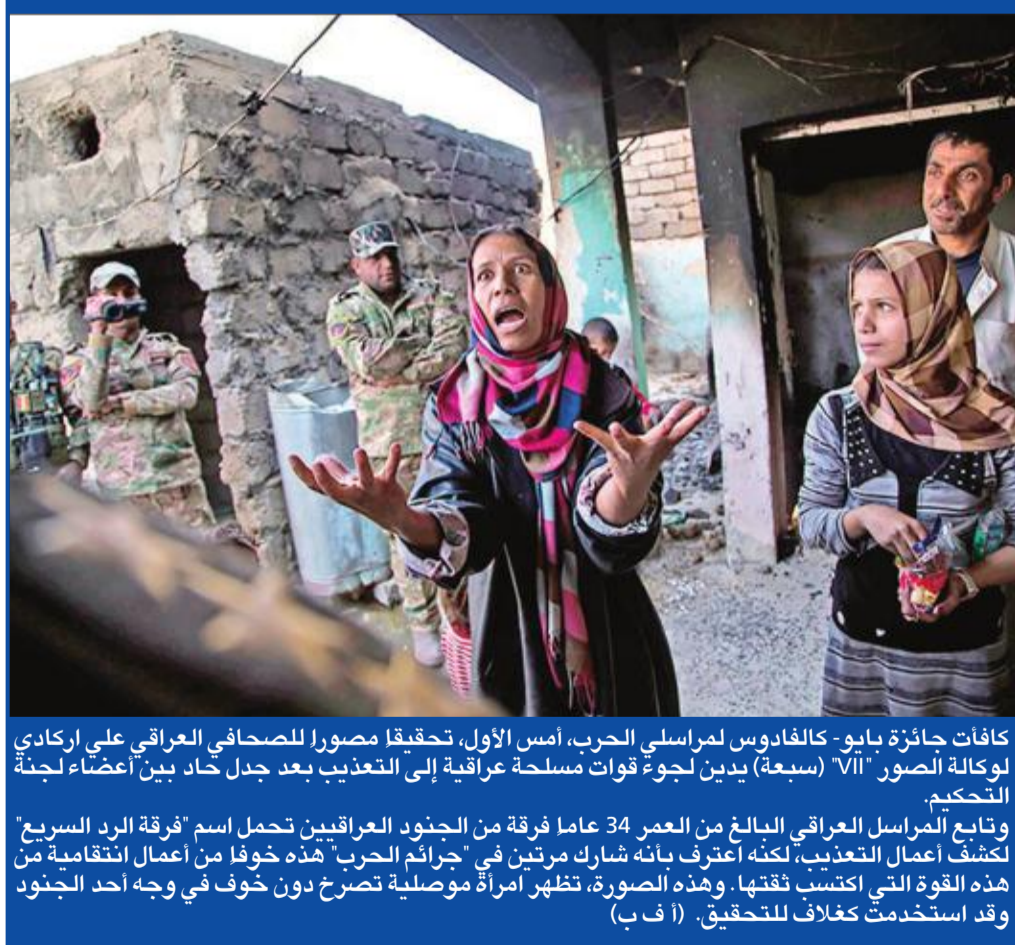 كافأت جائزة بايو- كالفادوس لمراسلي الحرب، أمس الأول، تحقيقاً مصوراً للصحافي العراقي علي اركادي
لوكالة الصور "VII" (سبعة) يدين لجوء قوات مسلحة عراقية إلى التعذيب بعد جدل حاد بين أعضاء لجنة
التحكيم.
وتابع المراسل العراقي البالغ من العمر 34 عاماً فرقة من الجنود العراقيين تحمل اسم "فرقة الرد السريع"
لكشف أعمال التعذيب، لكنه اعترف بأنه شارك مرتين في "جرائم الحرب" هذه خوفاً من أعمال انتقامية من
هذه القوة التي اكتسب ثقتها. وهذه الصورة، تظهر امرأة موصلية تصرخ دون خوف في وجه أحد الجنود
وقد استخدمت كغلاف للتحقيق. (أ ف ب)